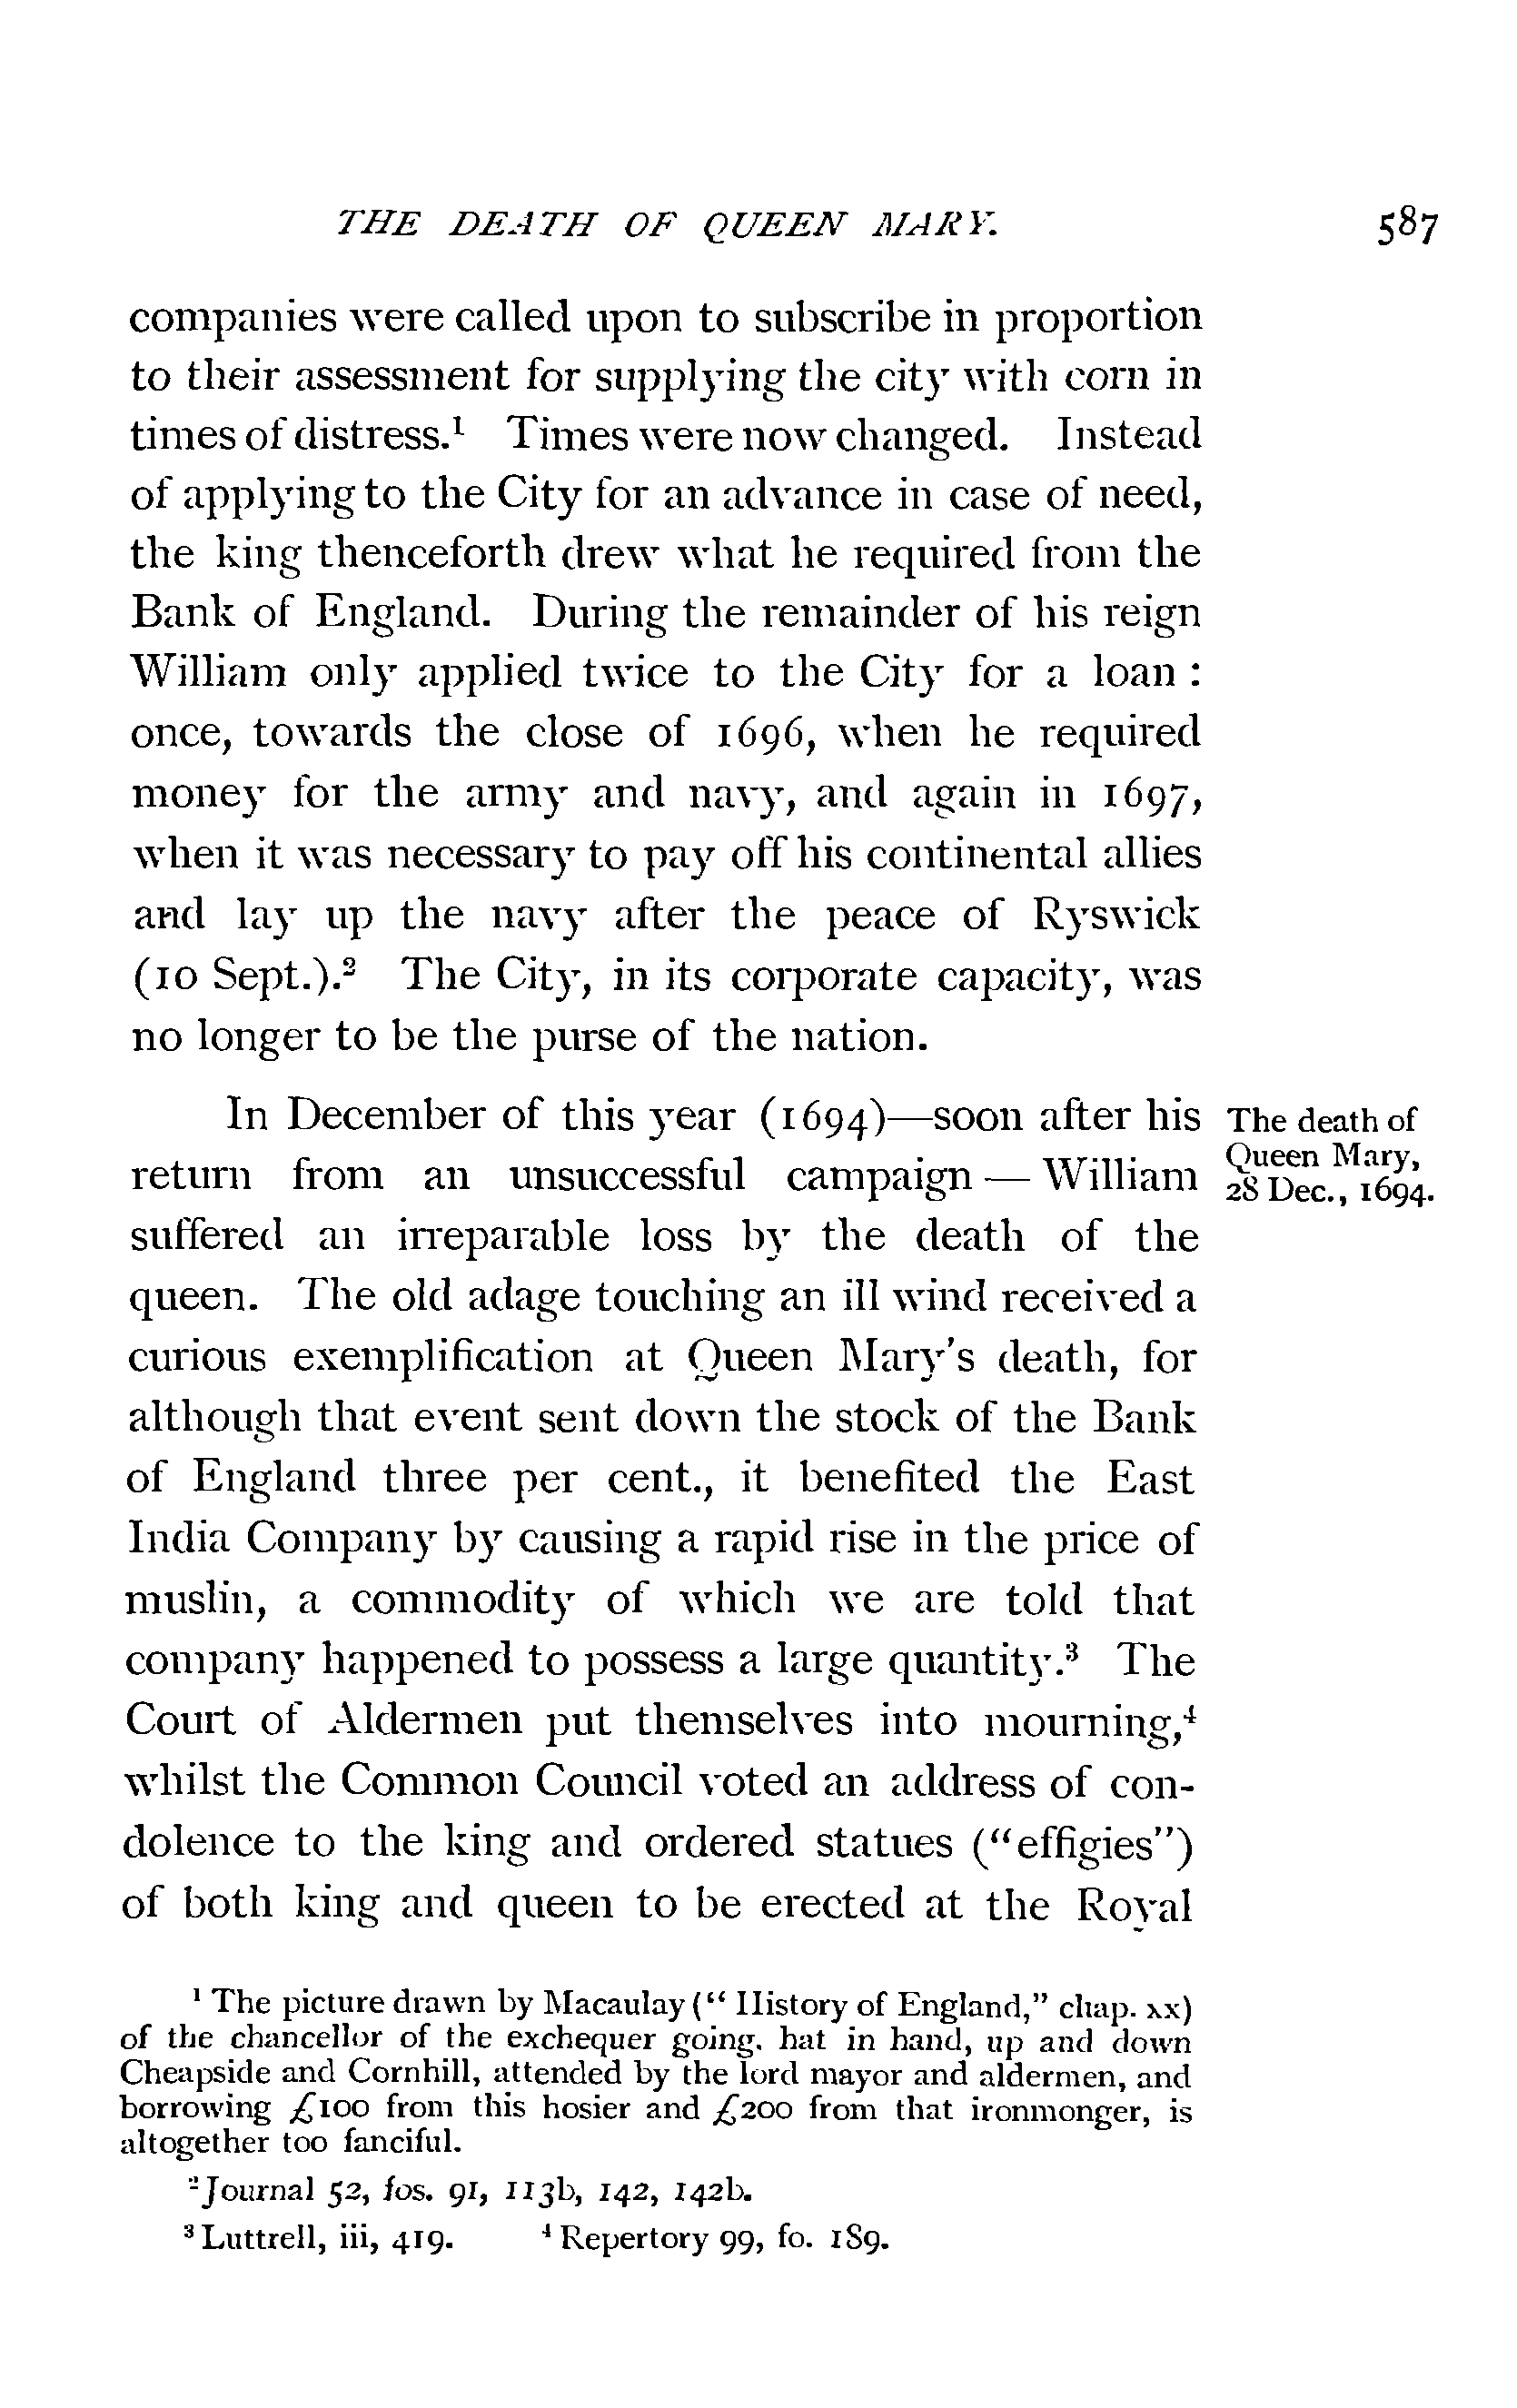 THE DEATH OF QUEEN MARY. 587
companies were called upon to subscribe in proportion
to their assessment for supplying the city with corn in
times of distress.¹ Times were now changed. Instead
of applying to the City for an advance in case of need,
the king thenceforth drew what he required from the
Bank of England. During the remainder of his reign
William only applied twice to the City for a loan :
once, towards the close of 1696, when he required
money for the army and navy, and again in 1697,
when it was necessary to pay off his continental allies
and lay up the navy after the peace of Ryswick
(10 Sept.).² The City, in its corporate capacity, was
no longer to be the purse of the nation.
In December of this year (1694)—soon after his
return from an unsuccessful campaign — William
suffered an irreparable loss by the death of the
queen. The old adage touching an ill wind received a
curious exemplification at Queen Mary's death, for
although that event sent down the stock of the Bank
of England three per cent., it benefited the East
India Company by causing a rapid rise in the price of
muslin, a commodity of which we are told that
company happened to possess a large quantity.³ The
Court of Aldermen put themselves into mourning,⁴
whilst the Common Council voted an address of con-
dolence to the king and ordered statues ("effigies")
of both king and queen to be erected at the Royal
The death of
Queen Mary,
28 Dec., 1694.
¹ The picture drawn by Macaulay (" History of England," chap. xx)
of the chancellor of the exchequer going, hat in hand, up and down
Cheapside and Cornhill, attended by the lord mayor and aldermen, and
borrowing £100 from this hosier and £200 from that ironmonger, is
altogether too fanciful.
² Journal 52, fos. 91, 113b, 142, 142b.
³ Luttrell, iii, 419. ⁴ Repertory 99, fo. 189.